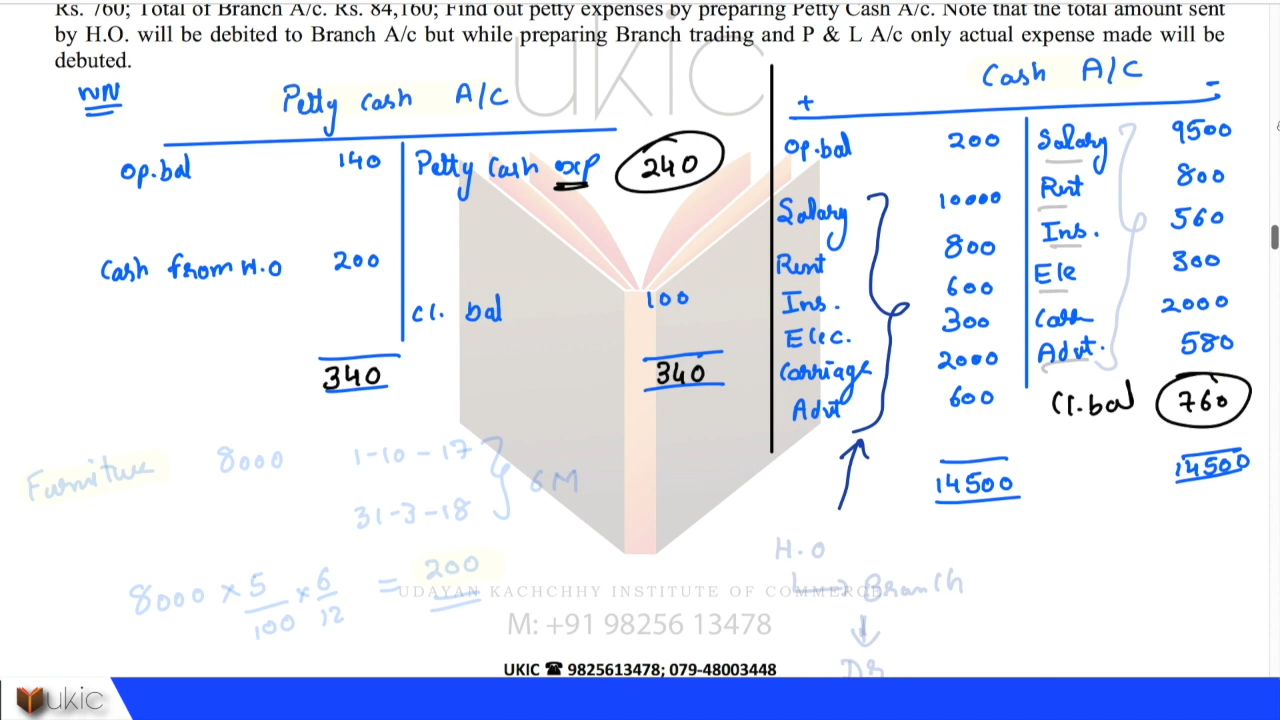 Rs. 760; Total of Branch A/c. Rs. 84,160; Find out petty expenses by preparing Petty Cash A/c. Note that the total amount sent
by H.O. will be debited to Branch A/c but while preparing Branch trading and P & L A/c only actual expense made will be
debuted.
WN
Petty Cash A/C
Op.bal 140 Petty Cash exp 240
Cash from H.O 200
Cl. bal 100
340 340
Cash A/C
+ -
Op.bal 200 Salary 9500
Salary 10000 Rent 800
Rent 800 Ins. 560
Ins. 600 Ele 300
Elec. 300 2000
Carriage 2000 Advt. 580
Advt 600 Cl.bal 760
14500 14500
Furniture 8000 1-10-17
31-3-18
6M
8000 × 5/100 × 6/12 = 200
H.O
Branch
↓
Dr
ukic
UDAYAN KACHCHHY INSTITUTE OF COMMERCE
M: +91 98256 13478
UKIC ☎ 9825613478; 079-48003448
ukic